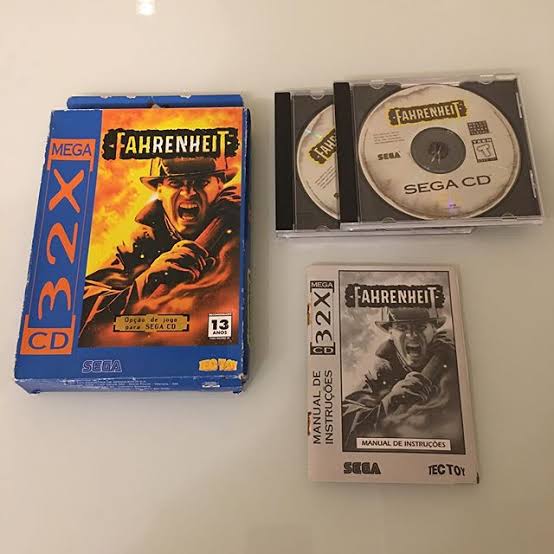 MEGA
32X
CD
FAHRENHEIT
Opção de jogo
para SEGA CD
13
ANOS
SEGA
TEC TOY
FAHRENHEIT
FAHRENHEIT
SEGA
SEGA CD
MEGA
32X
CD
FAHRENHEIT
MANUAL DE
INSTRUÇÕES
MANUAL DE INSTRUÇÕES
SEGA
TEC TOY